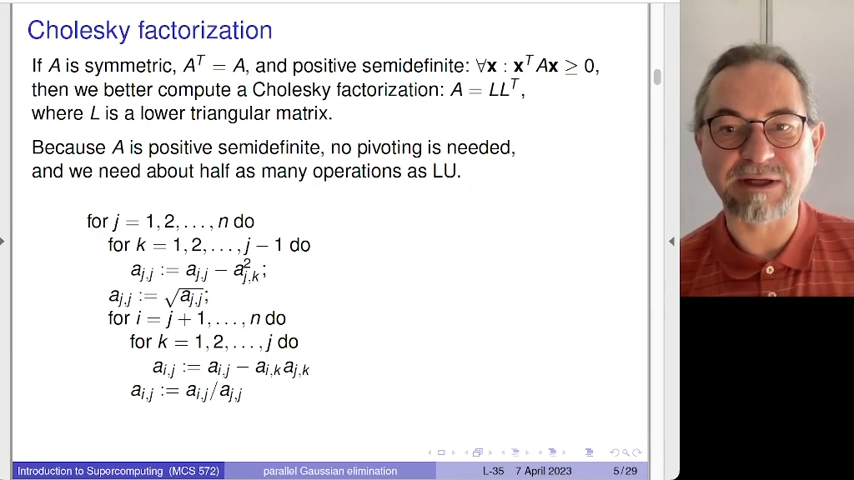 Cholesky factorization
If A is symmetric, A^T = A, and positive semidefinite: ∀x : x^T Ax ≥ 0,
then we better compute a Cholesky factorization: A = LL^T,
where L is a lower triangular matrix.
Because A is positive semidefinite, no pivoting is needed,
and we need about half as many operations as LU.
for j = 1, 2, . . . , n do
for k = 1, 2, . . . , j − 1 do
a_{j,j} := a_{j,j} − a_{j,k}^2;
a_{j,j} := √a_{j,j};
for i = j + 1, . . . , n do
for k = 1, 2, . . . , j do
a_{i,j} := a_{i,j} − a_{i,k}a_{j,k}
a_{i,j} := a_{i,j}/a_{j,j}
Introduction to Supercomputing (MCS 572) parallel Gaussian elimination L-35 7 April 2023 5 / 29